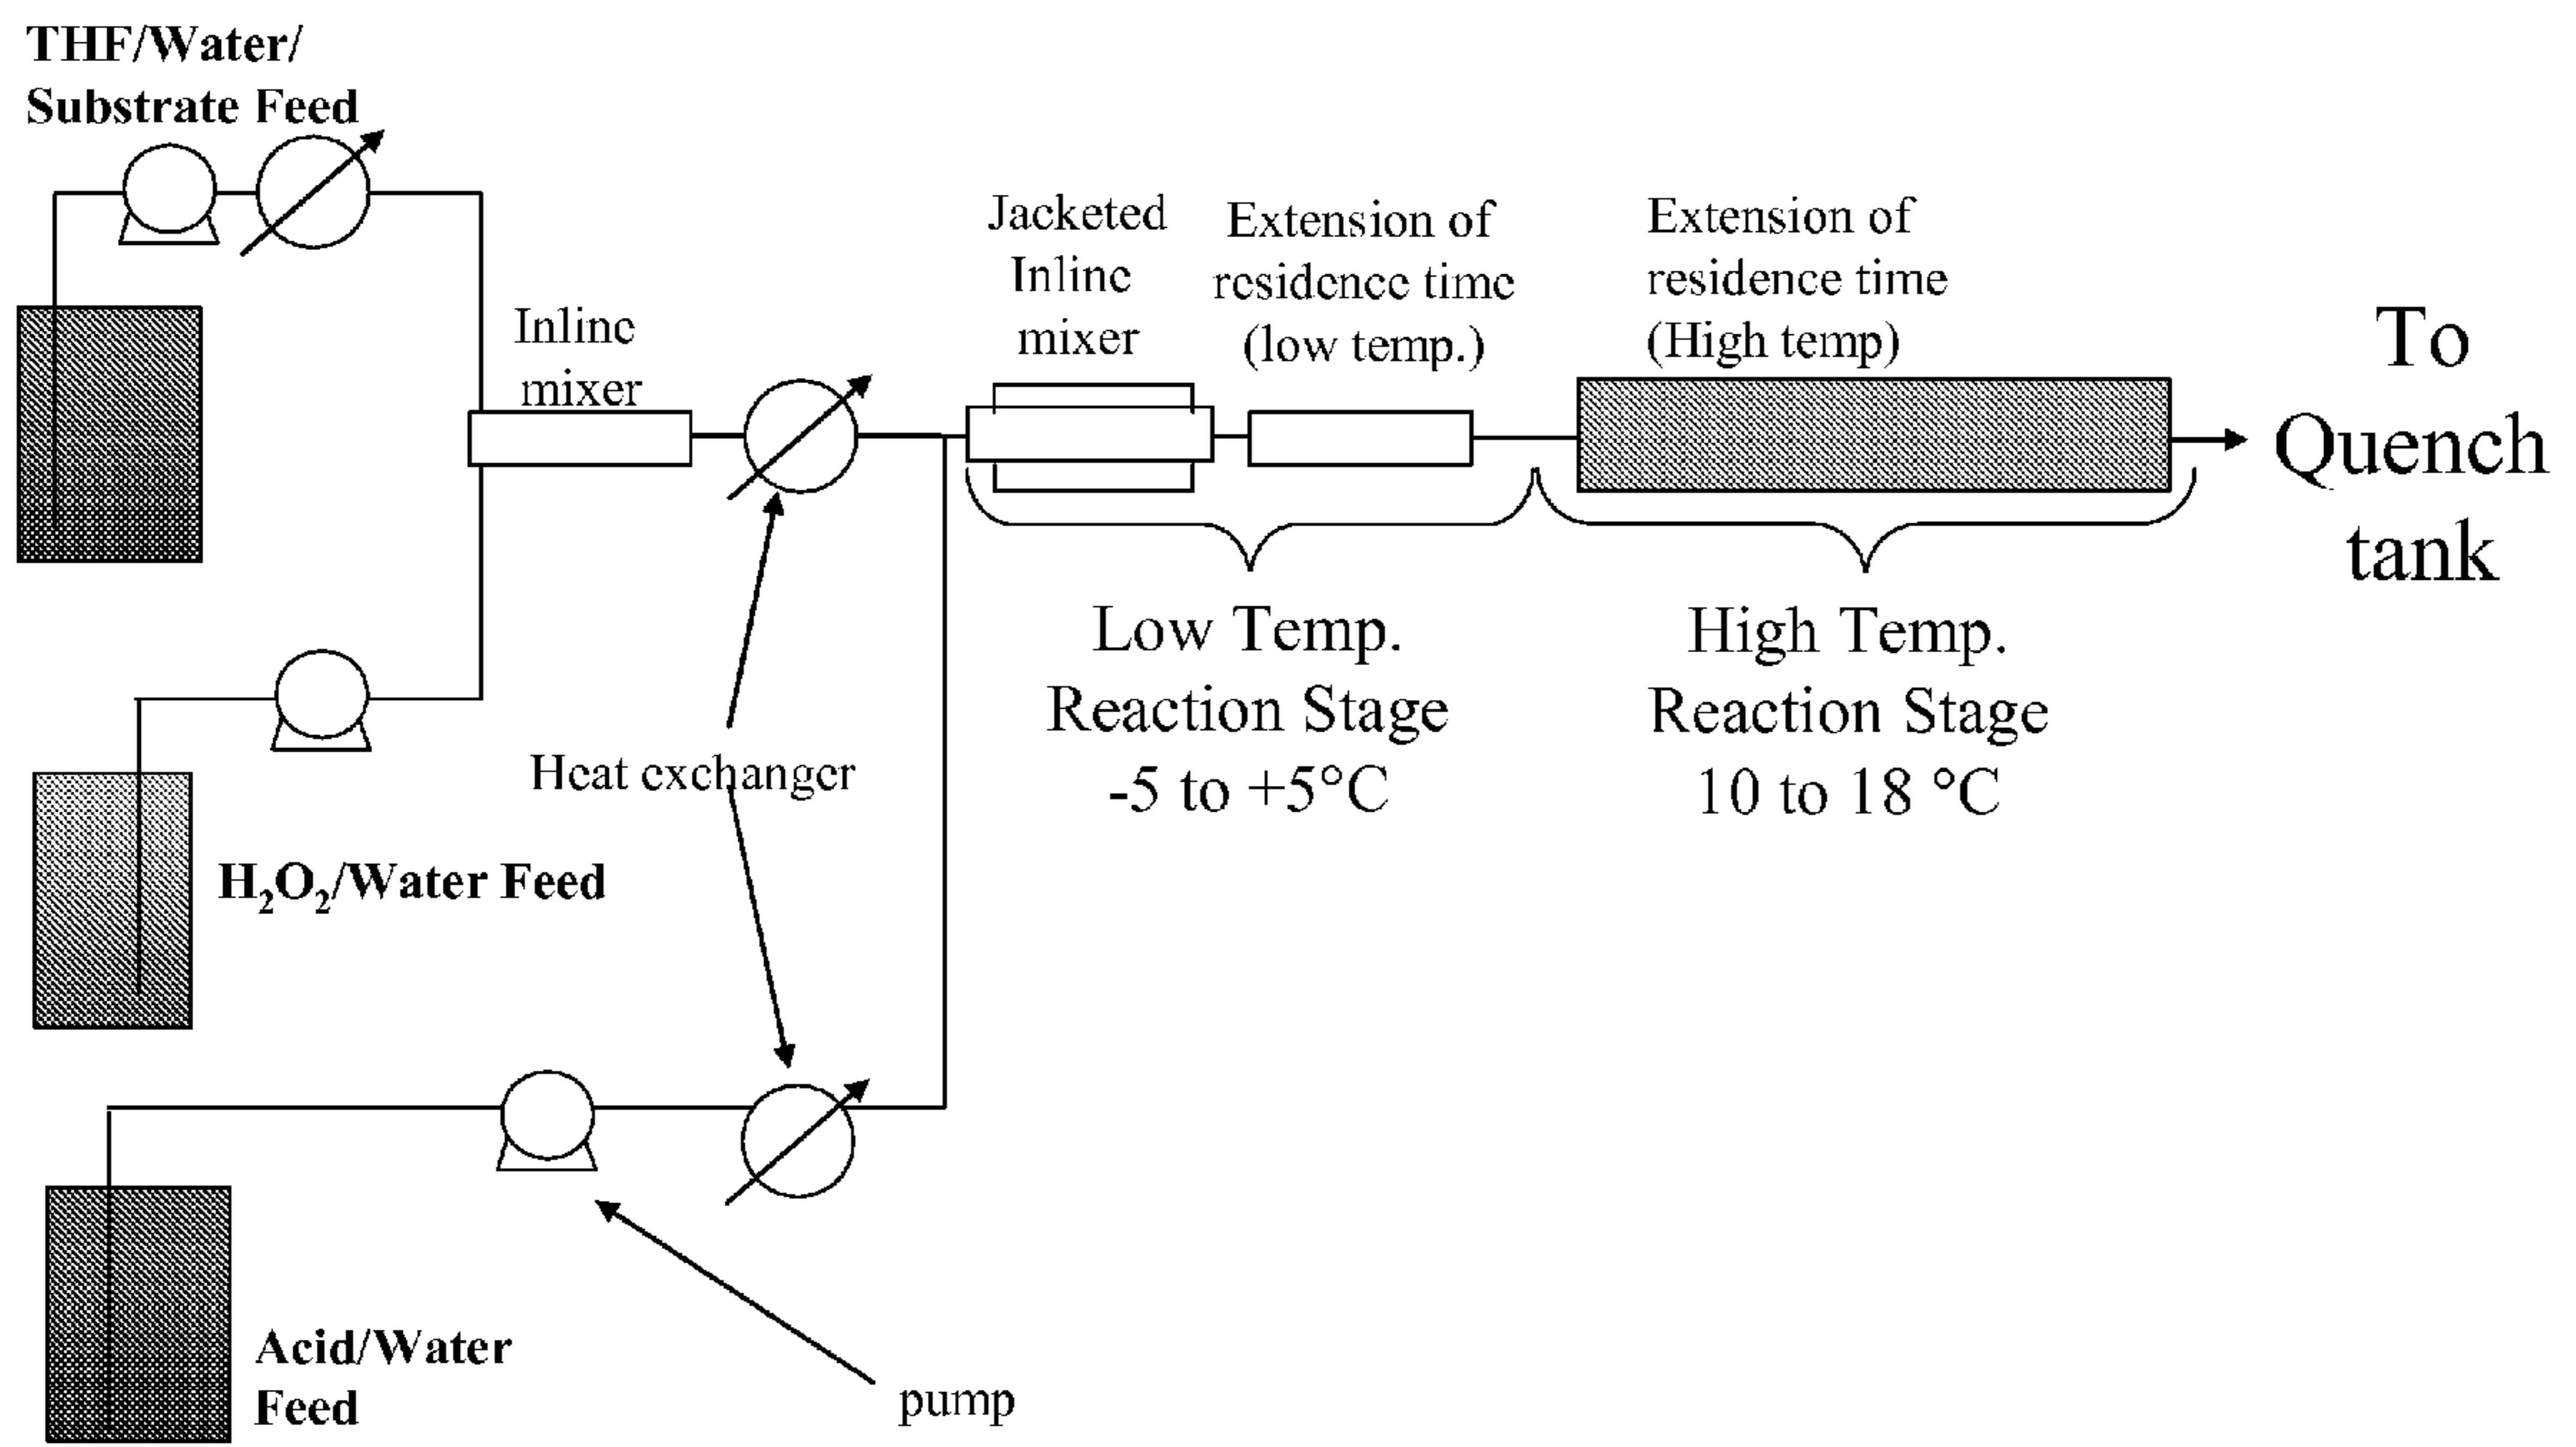 THF/Water/
Substrate Feed
Inline
mixer
Jacketed
Inline
mixer
Extension of
residence time
(low temp.)
Extension of
residence time
(High temp)
To
Quench
tank
Low Temp.
Reaction Stage
-5 to +5°C
High Temp.
Reaction Stage
10 to 18 °C
Heat exchanger
H₂O₂/Water Feed
Acid/Water
Feed
pump